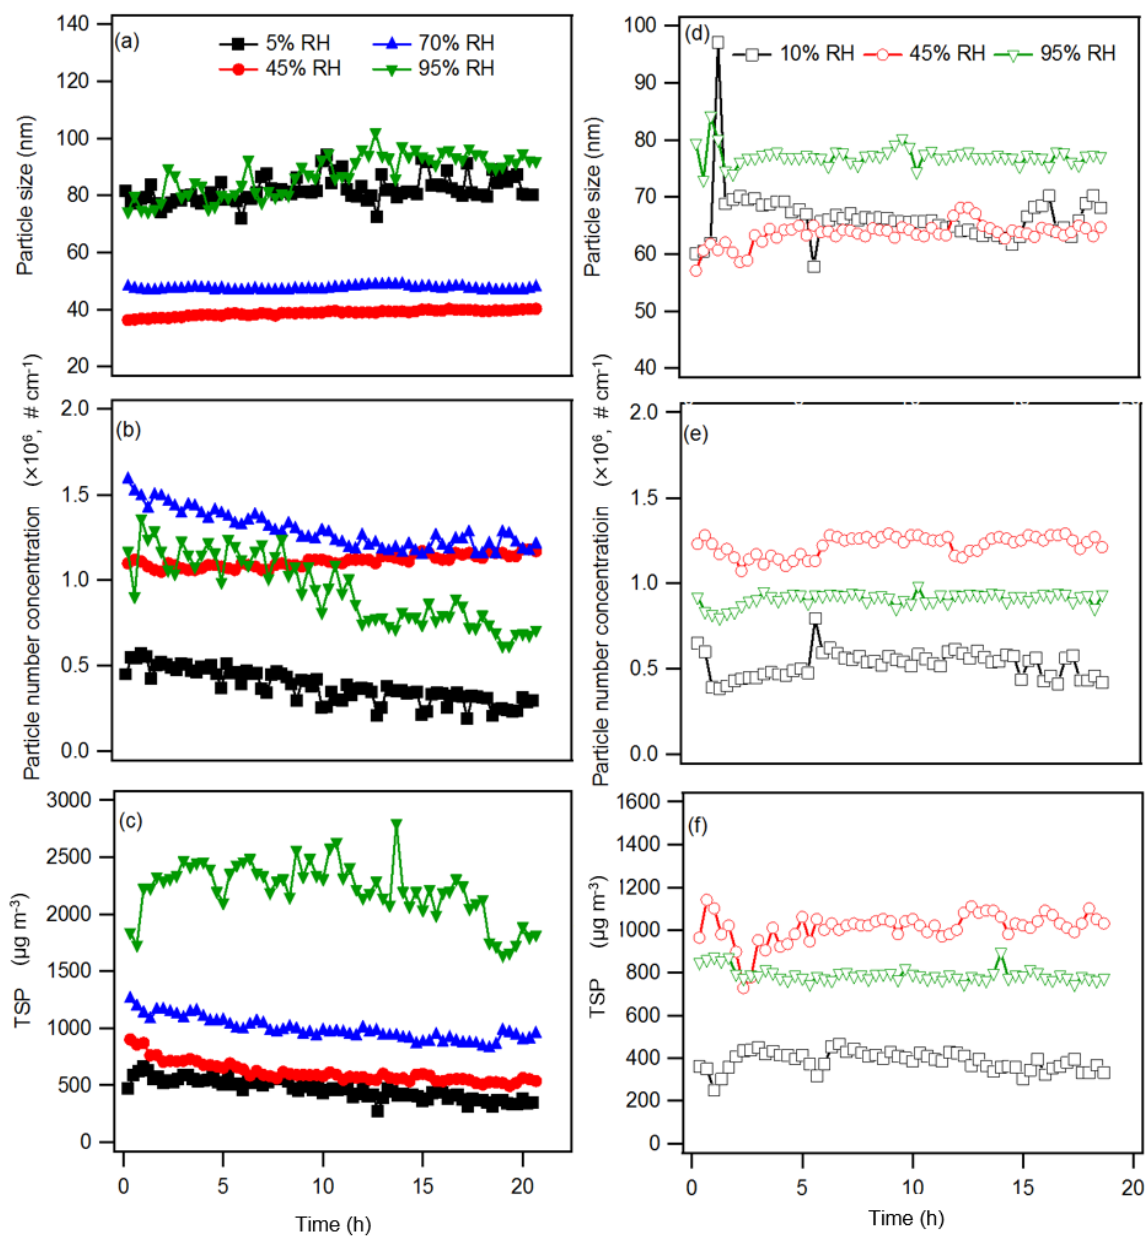 (a)
5% RH
70% RH
45% RH
95% RH
140
120
100
80
60
40
20
Particle size (nm)
(d)
10% RH
45% RH
95% RH
100
90
80
70
60
50
40
Particle size (nm)
(b)
2.0
1.5
1.0
0.5
0.0
Particle number concentration (×10⁶, # cm⁻¹)
(e)
2.0
1.5
1.0
0.5
0.0
Particle number concentratioin (×10⁶, # cm⁻¹)
(c)
3000
2500
2000
1500
1000
500
0
TSP (µg m⁻³)
0 5 10 15 20
Time (h)
(f)
1600
1400
1200
1000
800
600
400
200
0
TSP (µg m⁻³)
0 5 10 15 20
Time (h)